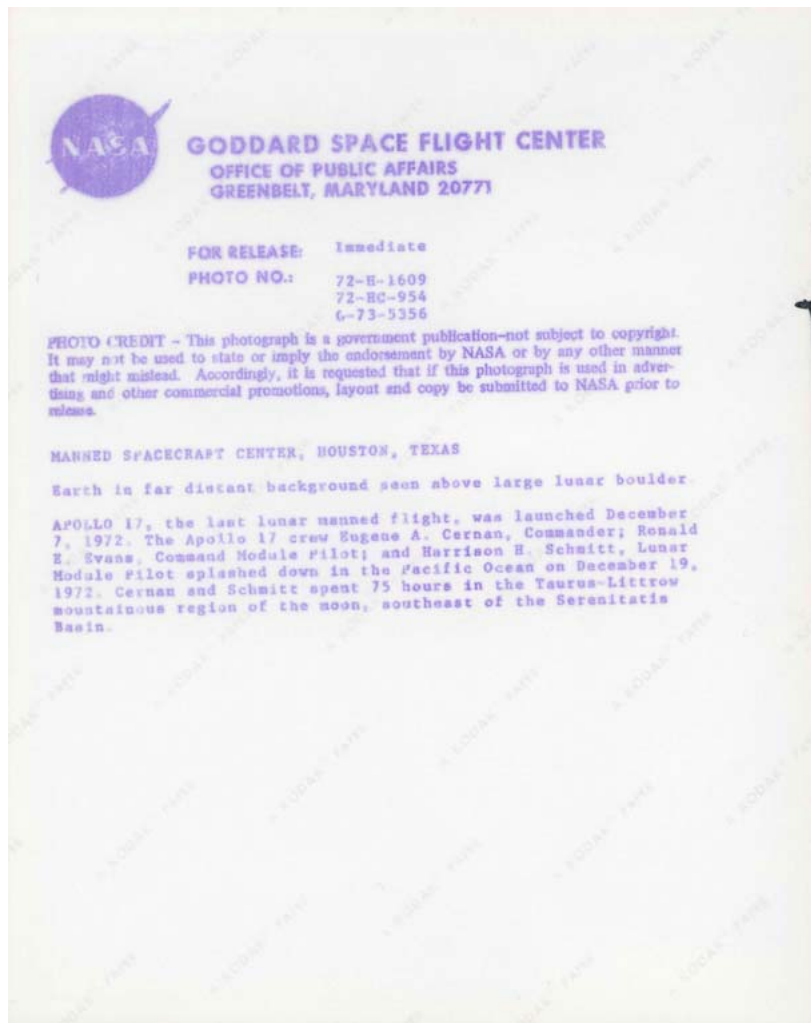 NASA
GODDARD SPACE FLIGHT CENTER
OFFICE OF PUBLIC AFFAIRS
GREENBELT, MARYLAND 20771
FOR RELEASE: Immediate
PHOTO NO.: 72-H-1609
72-HC-954
G-73-5356
PHOTO CREDIT – This photograph is a government publication–not subject to copyright.
It may not be used to state or imply the endorsement by NASA or by any other manner
that might mislead. Accordingly, it is requested that if this photograph is used in adver-
tising and other commercial promotions, layout and copy be submitted to NASA prior to
release.
MANNED SPACECRAFT CENTER, HOUSTON, TEXAS
Earth in far distant background seen above large lunar boulder
APOLLO 17, the last lunar manned flight, was launched December
7, 1972. The Apollo 17 crew Eugene A. Cernan, Commander; Ronald
E. Evans, Command Module Pilot; and Harrison H. Schmitt, Lunar
Module Pilot splashed down in the Pacific Ocean on December 19,
1972. Cernan and Schmitt spent 75 hours in the Taurus-Littrow
mountainous region of the moon, southeast of the Serenitatis
Basin.